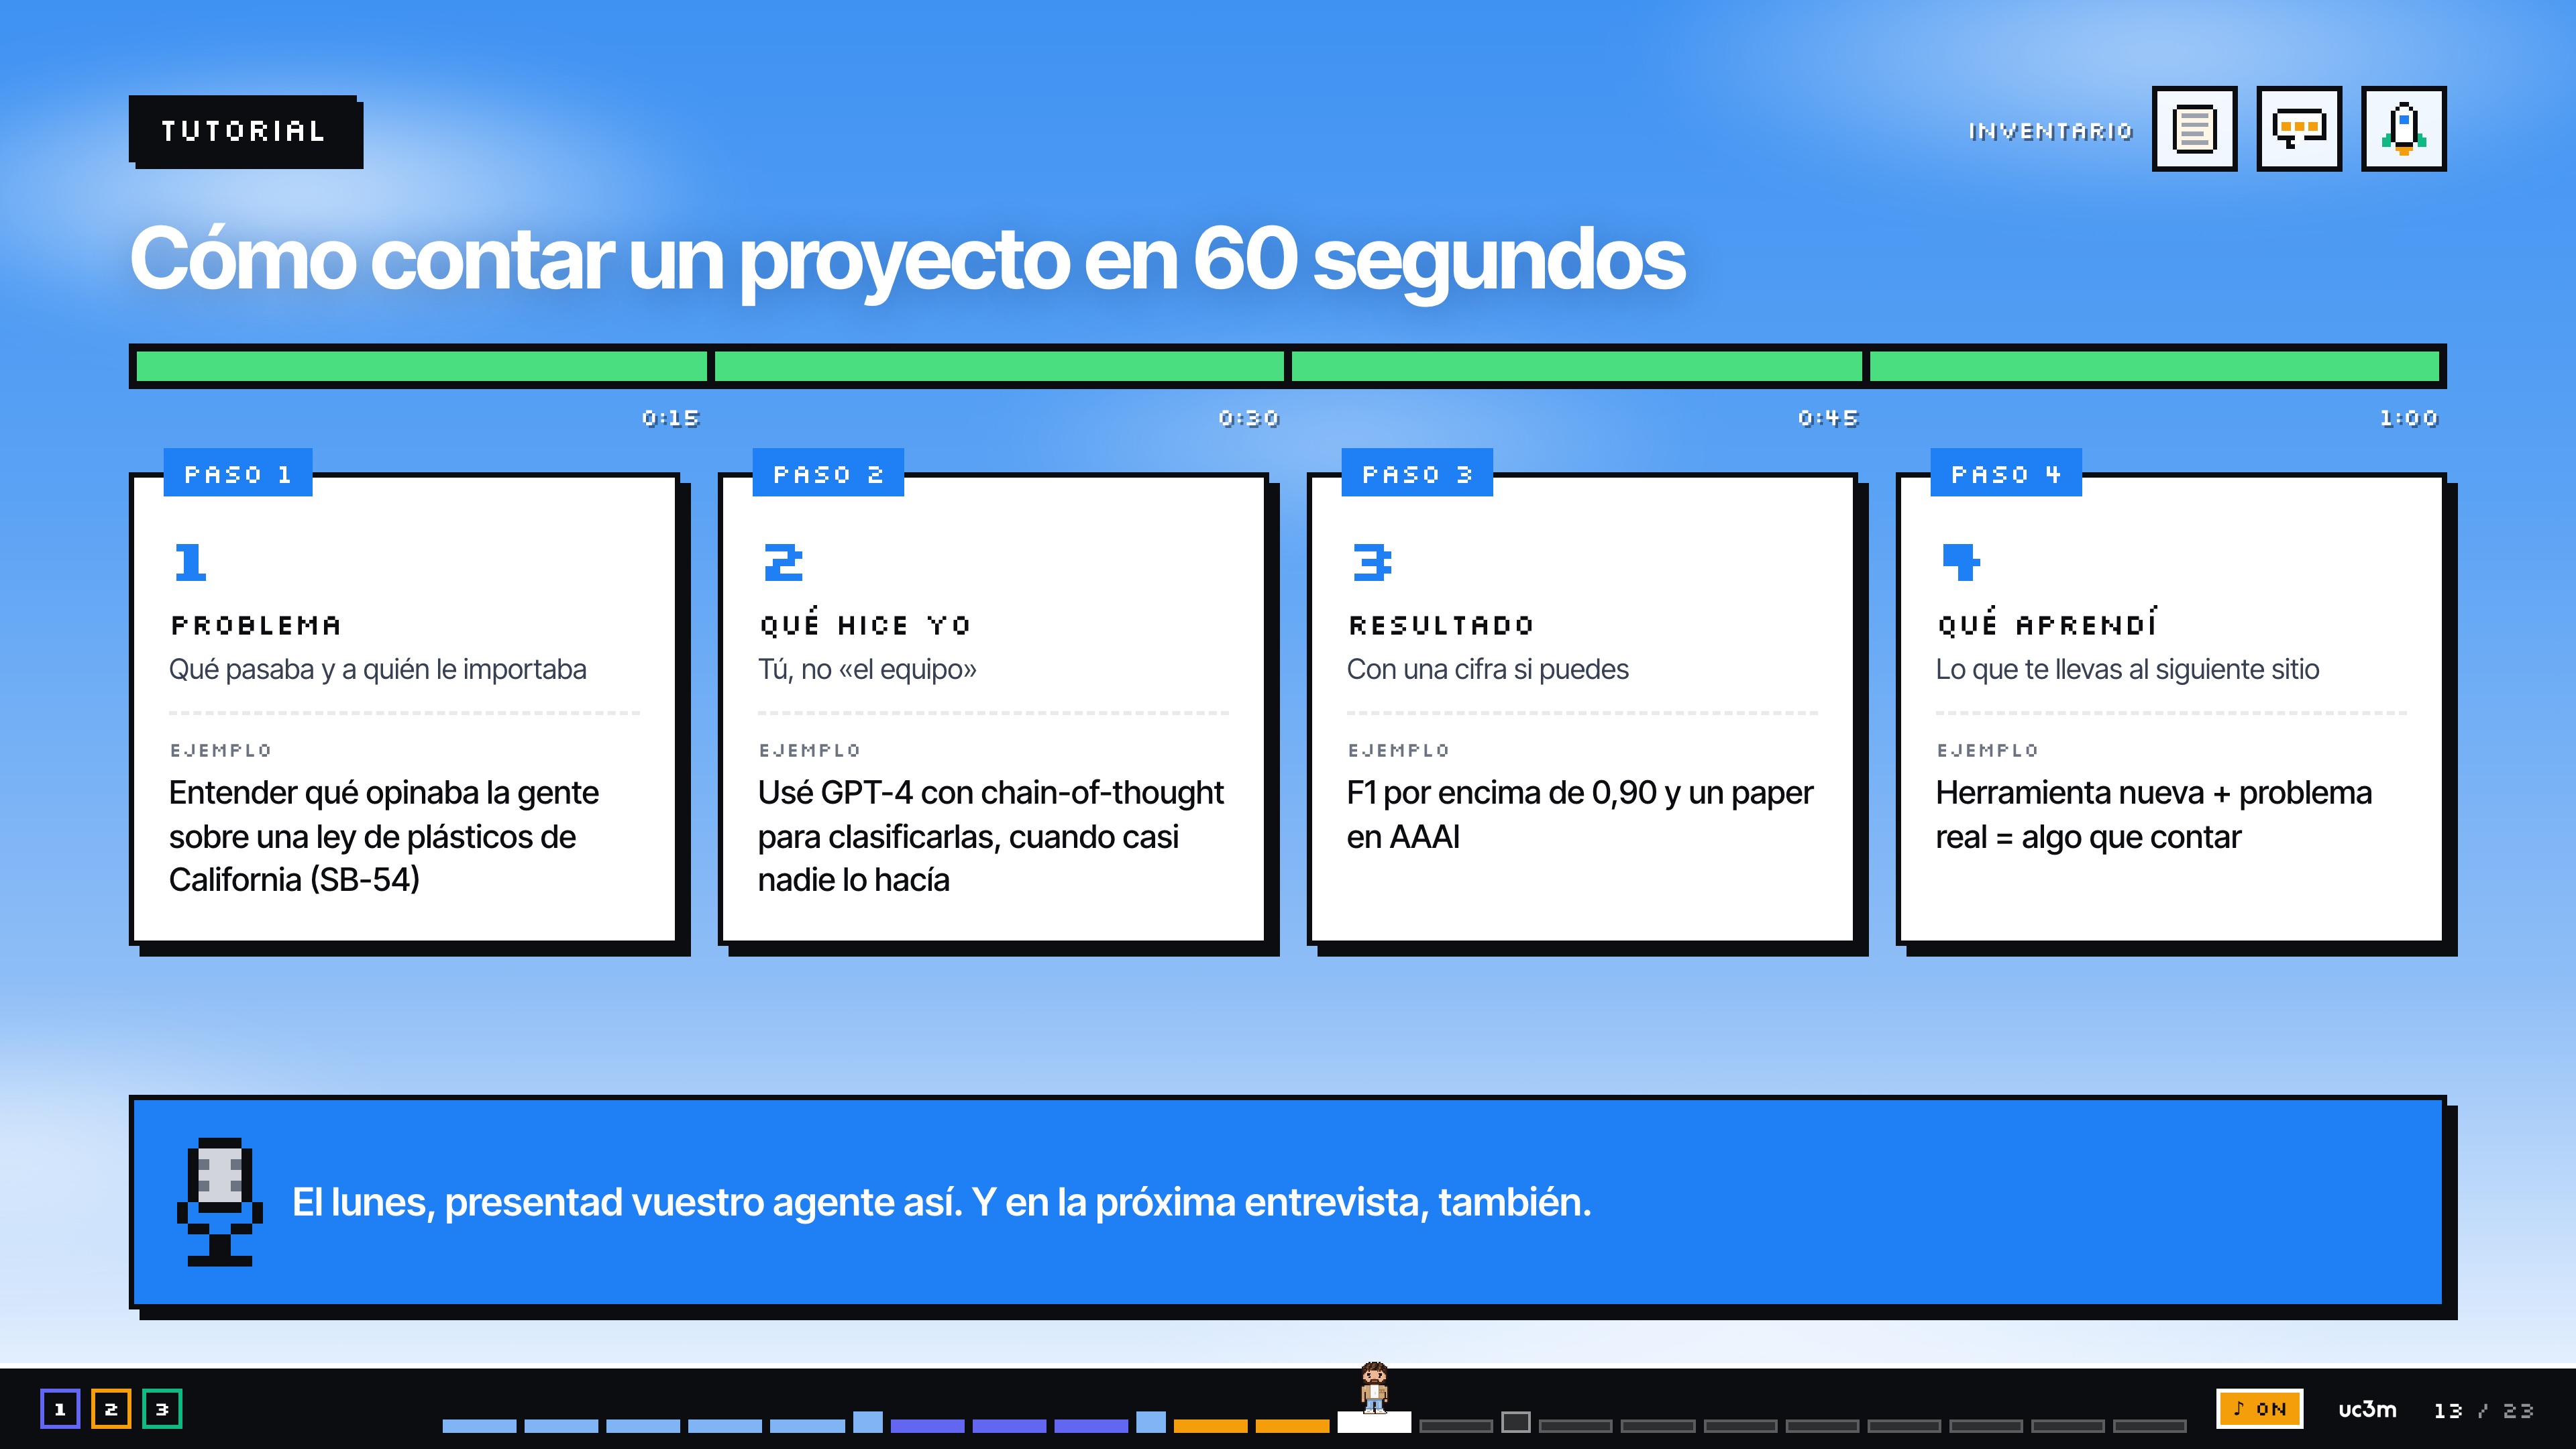 TUTORIAL
INVENTARIO
Cómo contar un proyecto en 60 segundos
0:15
0:30
0:45
1:00
PASO 1
1
PROBLEMA
Qué pasaba y a quién le importaba
EJEMPLO
Entender qué opinaba la gente
sobre una ley de plásticos de
California (SB-54)
PASO 2
2
QUÉ HICE YO
Tú, no «el equipo»
EJEMPLO
Usé GPT-4 con chain-of-thought
para clasificarlas, cuando casi
nadie lo hacía
PASO 3
3
RESULTADO
Con una cifra si puedes
EJEMPLO
F1 por encima de 0,90 y un paper
en AAAI
PASO 4
4
QUÉ APRENDÍ
Lo que te llevas al siguiente sitio
EJEMPLO
Herramienta nueva + problema
real = algo que contar
El lunes, presentad vuestro agente así. Y en la próxima entrevista, también.
1 2 3
♪ ON
uc3m
13 / 23